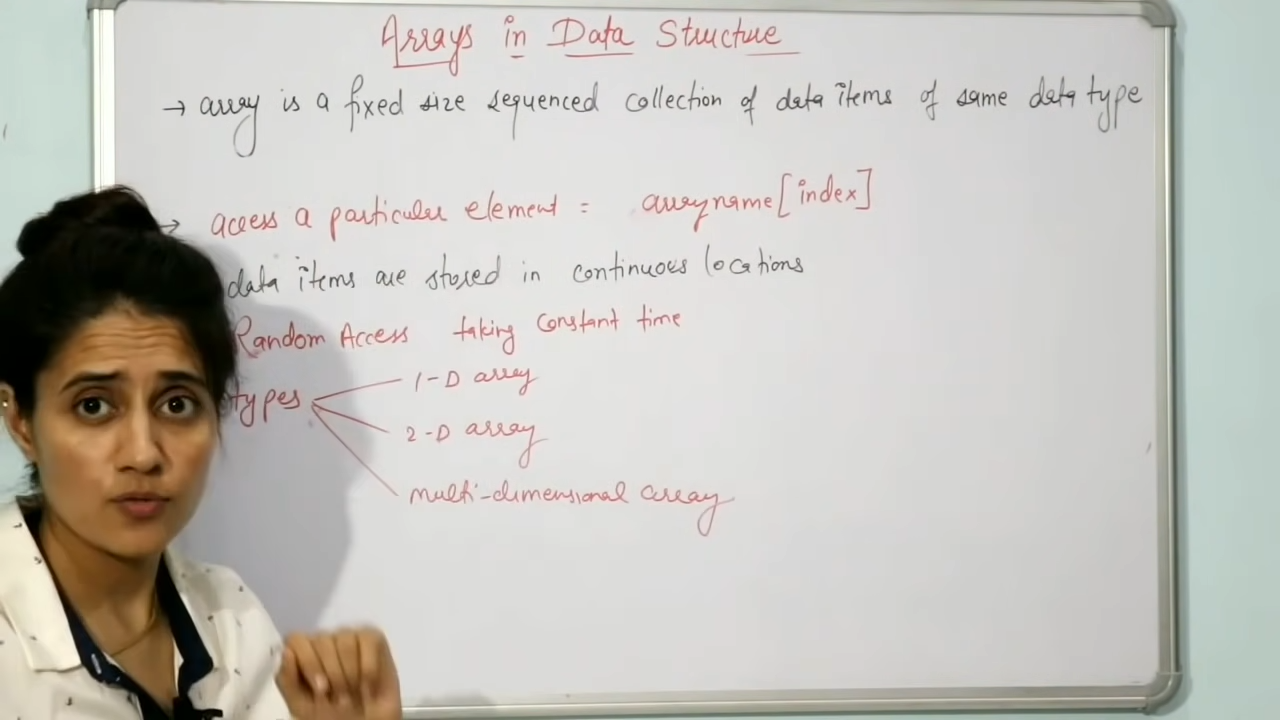 Arrays in Data Structure
→ array is a fixed size sequenced collection of data items of same data type
→ access a particular element = arrayname[index]
data items are stored in continuous locations
Random Access taking constant time
types
1-D array
2-D array
multi-dimensional array